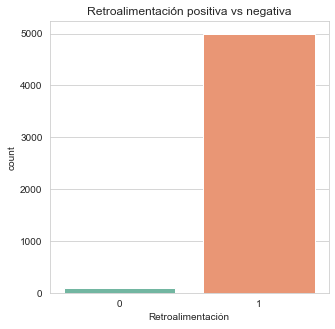 Retroalimentación positiva vs negativa
5000
4000
3000
2000
1000
0
count
0 1
Retroalimentación